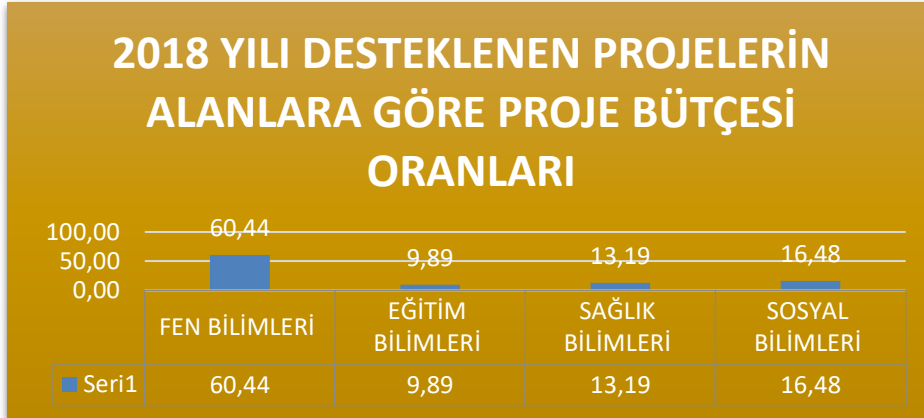 2018 YILI DESTEKLENEN PROJELERİN
ALANLARA GÖRE PROJE BÜTÇESİ
ORANLARI
100,00
50,00
0,00
60,44
9,89
13,19
16,48
FEN BİLİMLERİ
EĞİTİM
BİLİMLERİ
SAĞLIK
BİLİMLERİ
SOSYAL
BİLİMLERİ
Seri1 60,44 9,89 13,19 16,48